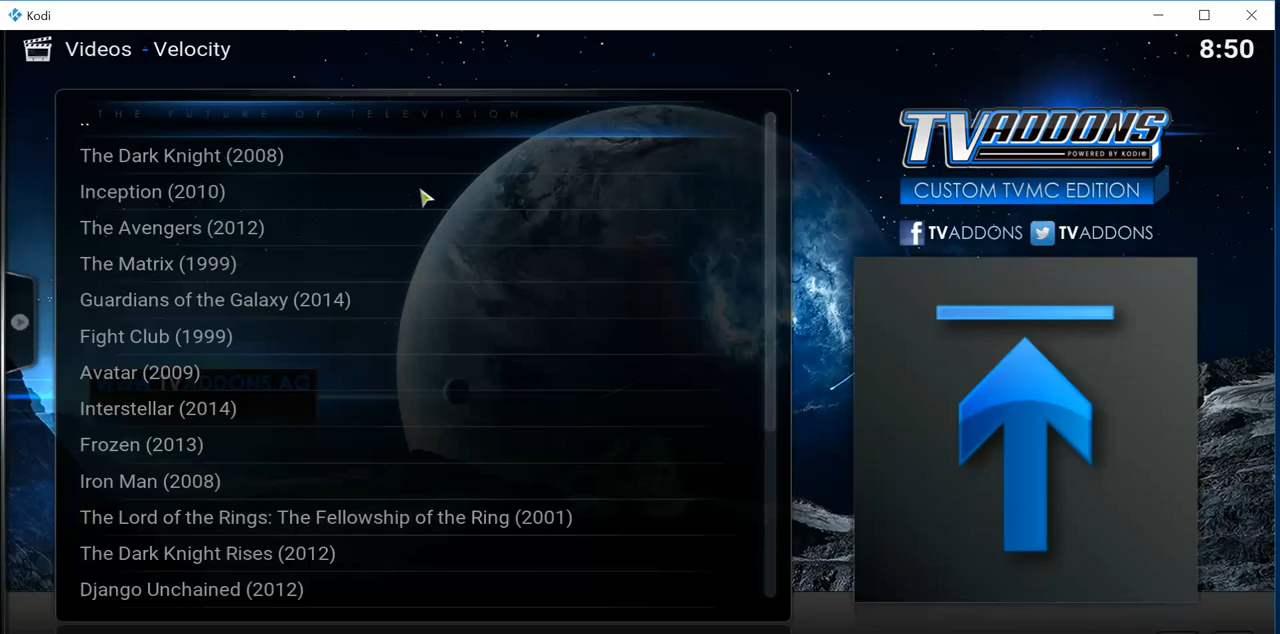 Kodi
Videos - Velocity
8:50
THE FUTURE OF TELEVISION
..
The Dark Knight (2008)
Inception (2010)
The Avengers (2012)
The Matrix (1999)
Guardians of the Galaxy (2014)
Fight Club (1999)
Avatar (2009)
WWW.TVADDONS.AG
Interstellar (2014)
Frozen (2013)
Iron Man (2008)
The Lord of the Rings: The Fellowship of the Ring (2001)
The Dark Knight Rises (2012)
Django Unchained (2012)
TVADDONS
POWERED BY KODI®
CUSTOM TVMC EDITION
f TVADDONS TVADDONS